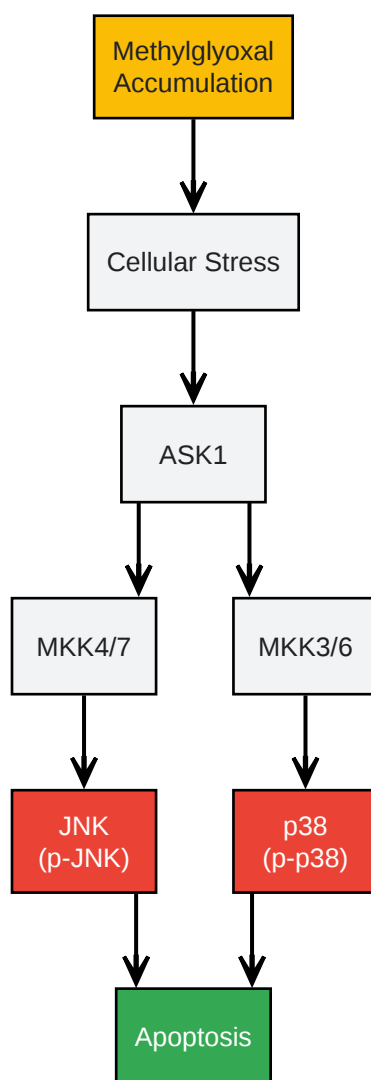 Methylglyoxal
Accumulation
Cellular Stress
ASK1
MKK4/7
MKK3/6
JNK
(p-JNK)
p38
(p-p38)
Apoptosis